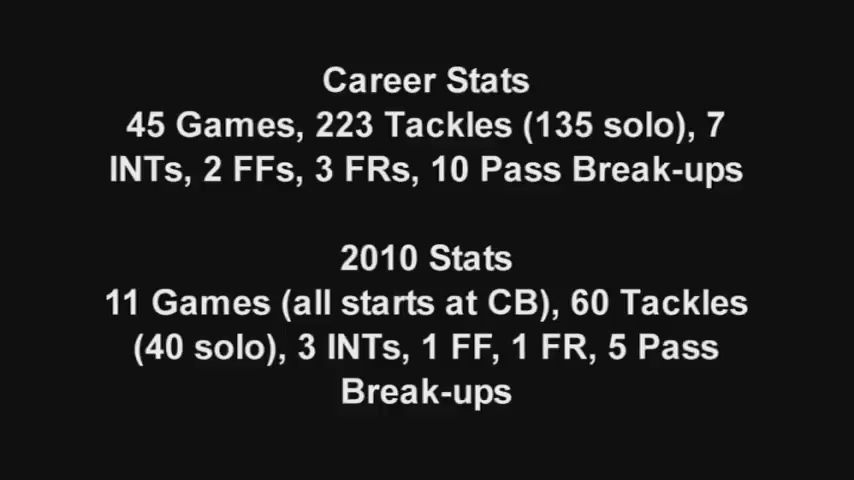 Career Stats
45 Games, 223 Tackles (135 solo), 7
INTs, 2 FFs, 3 FRs, 10 Pass Break-ups
2010 Stats
11 Games (all starts at CB), 60 Tackles
(40 solo), 3 INTs, 1 FF, 1 FR, 5 Pass
Break-ups